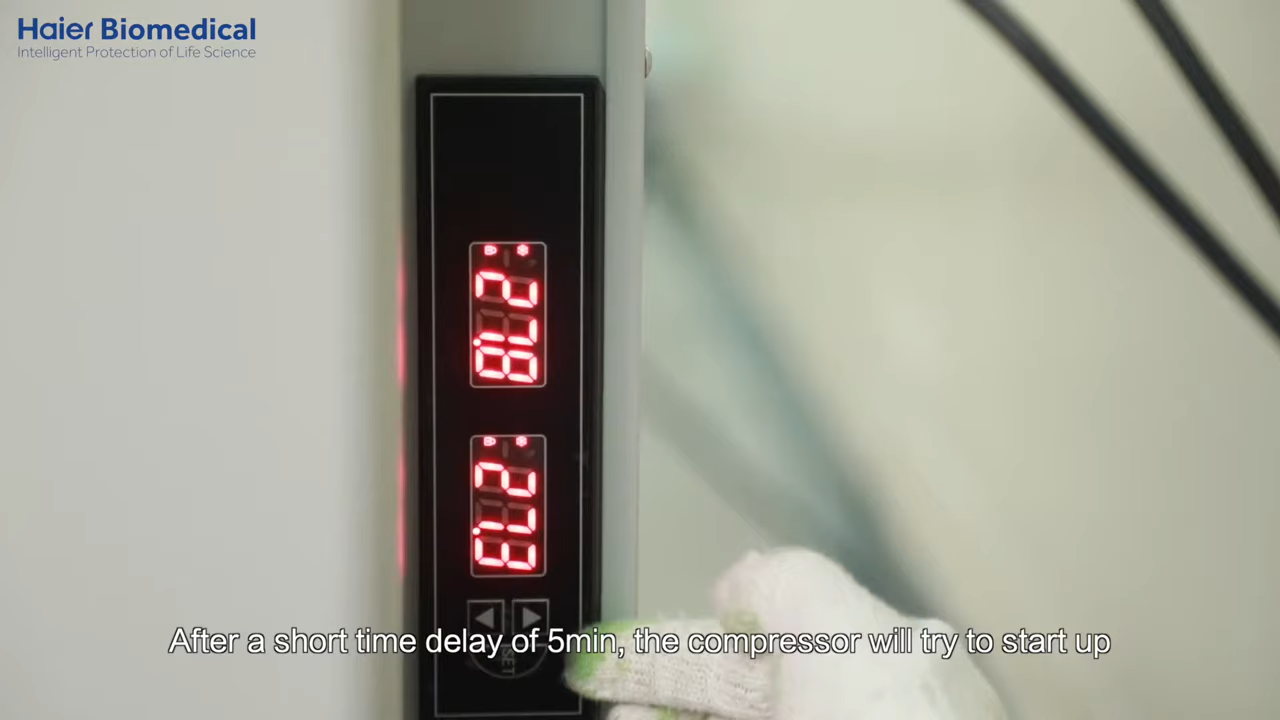 Haier Biomedical
Intelligent Protection of Life Science
27.8
27.3
SET
After a short time delay of 5min, the compressor will try to start up